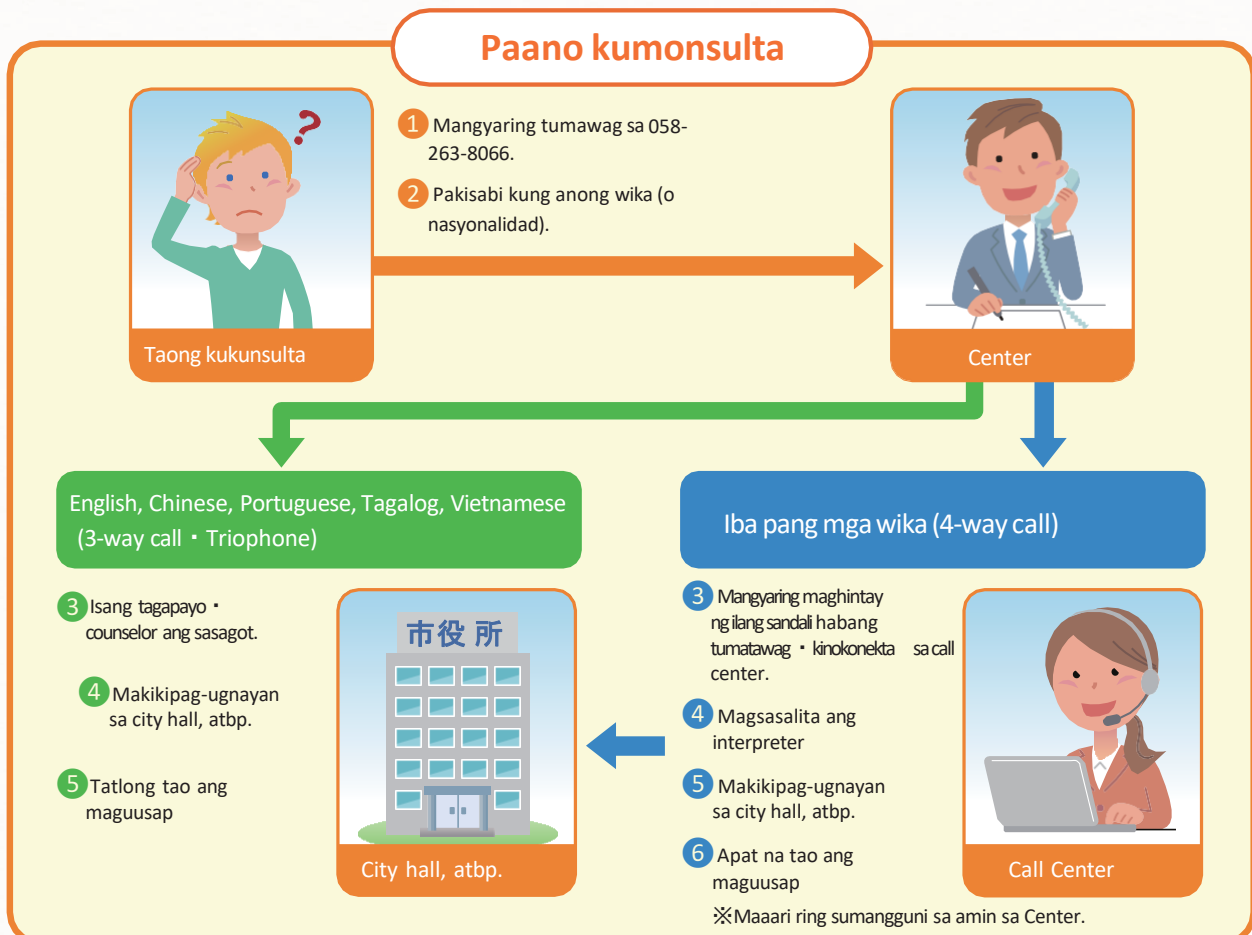 Paano kumonsulta
1 Mangyaring tumawag sa 058-
263-8066.
2 Pakisabi kung anong wika (o
nasyonalidad).
?
Taong kukunsulta
Center
English, Chinese, Portuguese, Tagalog, Vietnamese
(3-way call・Triophone)
3 Isang tagapayo・
counselor ang sasagot.
4 Makikipag-ugnayan
sa city hall, atbp.
5 Tatlong tao ang
maguusap
市役所
City hall, atbp.
Iba pang mga wika (4-way call)
3 Mangyaring maghintay
ng ilang sandali habang
tumatawag・kinokonekta sa call
center.
4 Magsasalita ang
interpreter
5 Makikipag-ugnayan
sa city hall, atbp.
6 Apat na tao ang
maguusap
※Maaari ring sumangguni sa amin sa Center.
Call Center